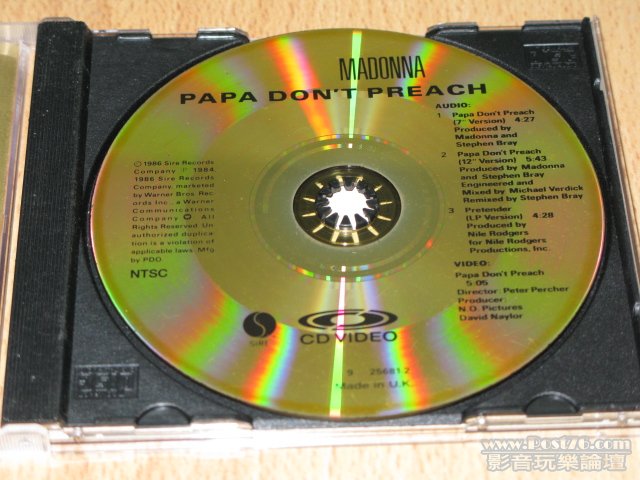 MADONNA
PAPA DON'T PREACH
AUDIO:
1 Papa Don't Preach
(7" Version) 4:27
Produced by
Madonna and
Stephen Bray
2 Papa Don't Preach
(12" Version) 5:43
Produced by Madonna
and Stephen Bray
Engineered and
Mixed by Michael Verdick
Remixed by Stephen Bray
3 Pretender
(LP Version) 4:28
Produced by
Nile Rodgers
for Nile Rodgers
Productions, Inc.
VIDEO:
Papa Don't Preach
5:05
Director: Peter Percher
Producer:
N.O. Pictures
David Naylor
© 1986 Sire Records
Company ℗ 1984,
1986 Sire Records
Company, marketed
by Warner Bros. Rec
ords Inc., a Warner
Communications
Company © All
Rights Reserved. Un
authorized duplica
tion is a violation of
applicable laws. Mfg
by PDO.
NTSC
SIRE
CD VIDEO
9 25681-2
Made in U.K.
www.post76.com
影音玩樂論壇